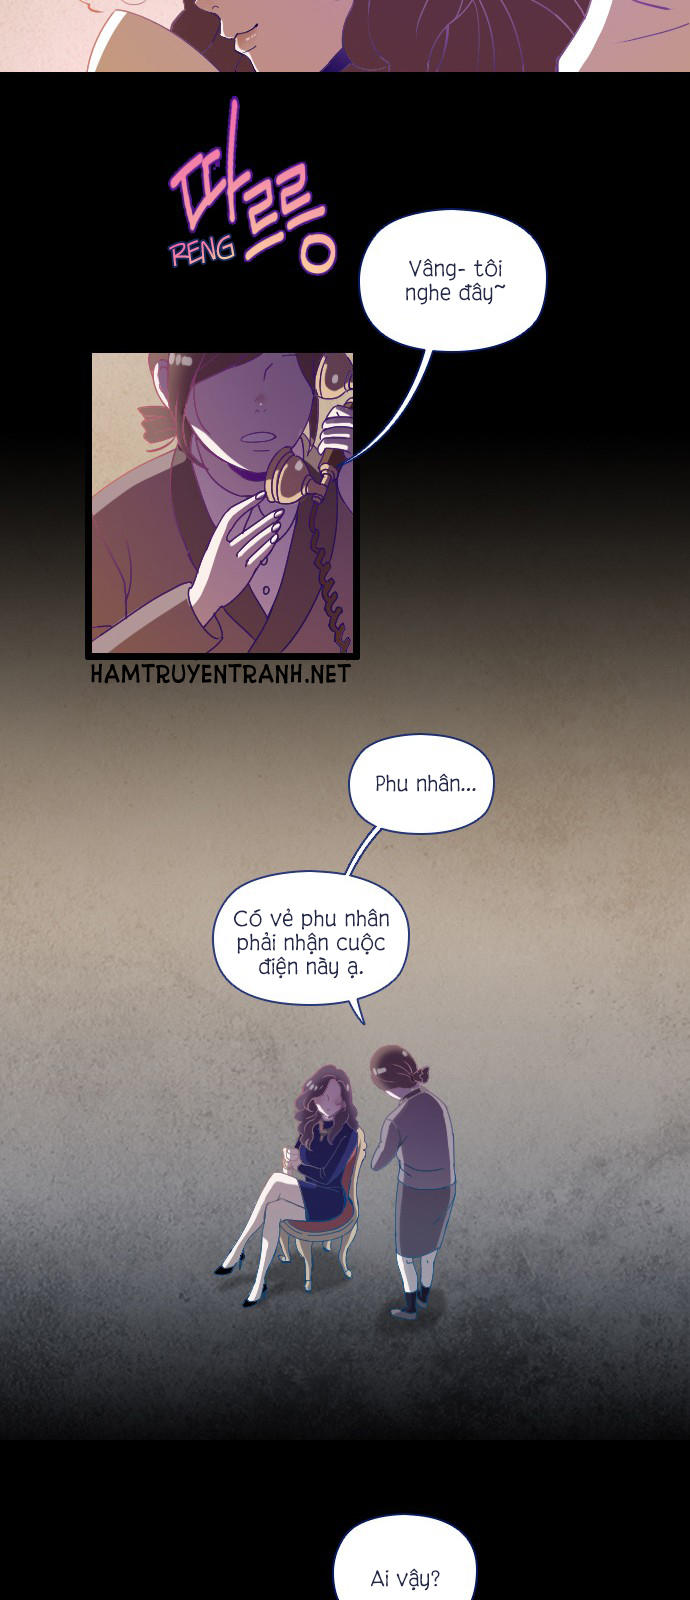 따르릉
RENG
Vâng- tôi
nghe đây~
HAMTRUYENTRANH.NET
Phu nhân...
Có vẻ phu nhân
phải nhận cuộc
điện này ạ.
Ai vậy?